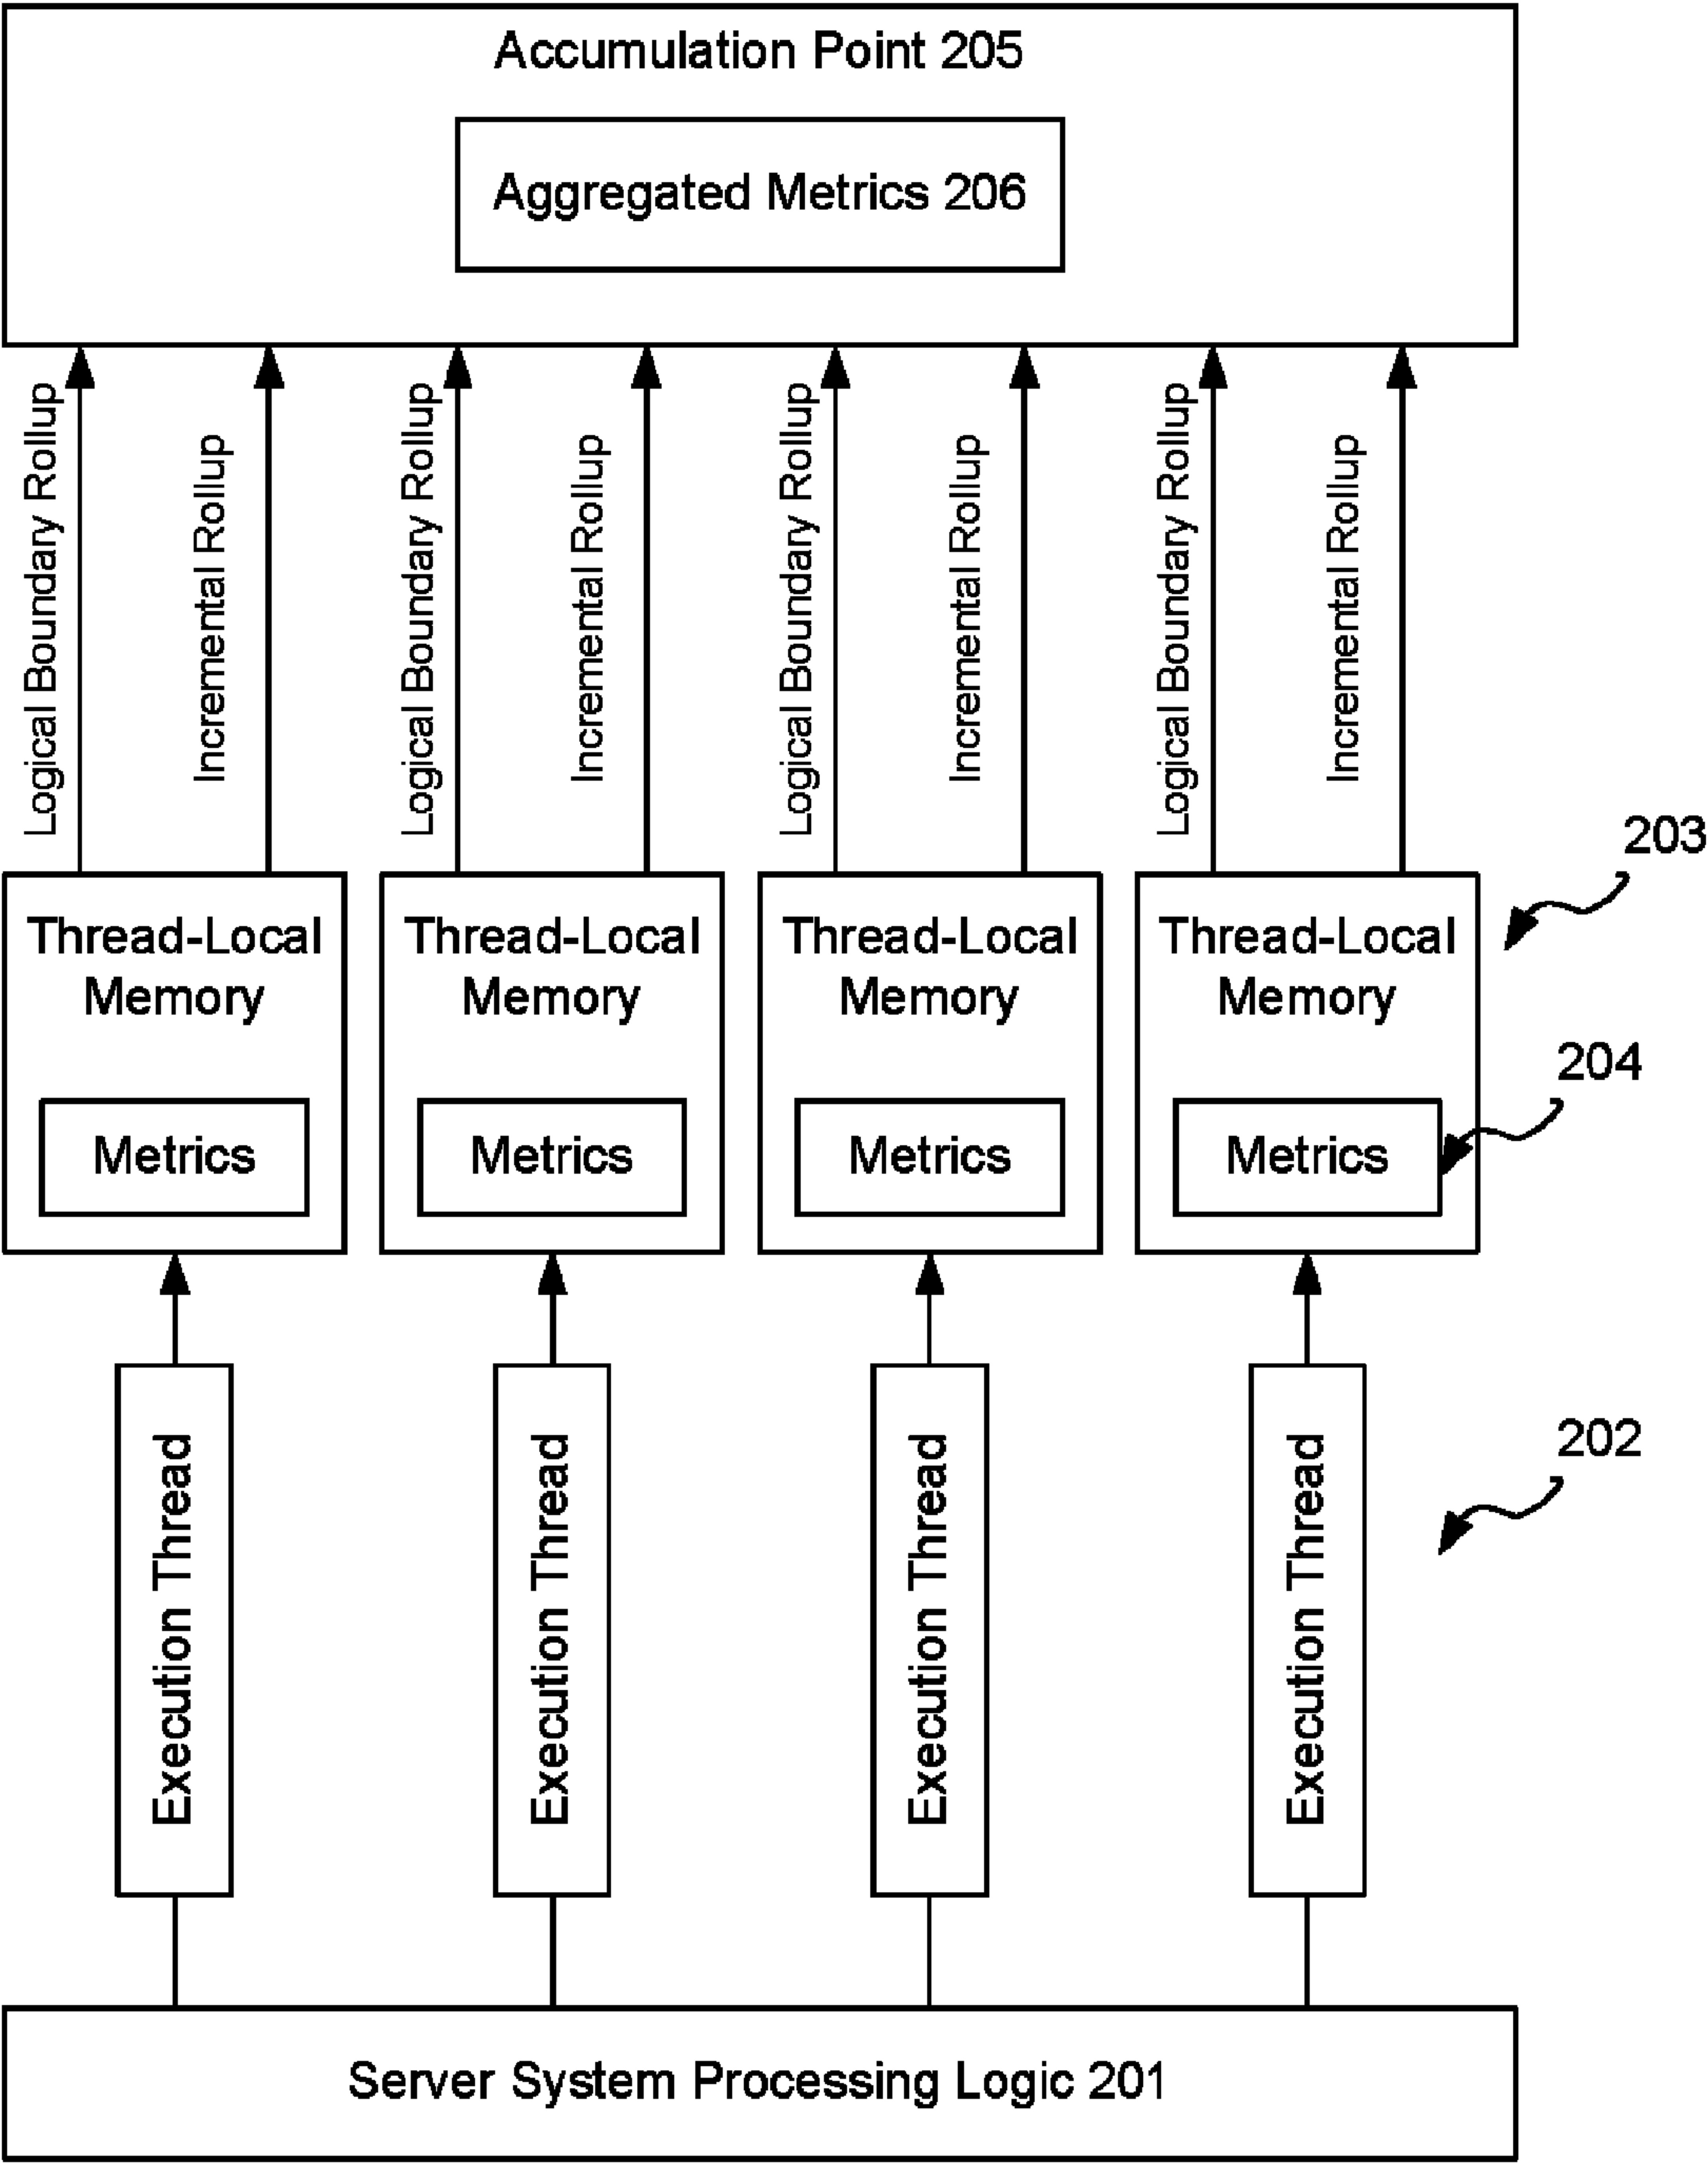 Accumulation Point 205
Aggregated Metrics 206
Logical Boundary Rollup
Incremental Rollup
Logical Boundary Rollup
Incremental Rollup
Logical Boundary Rollup
Incremental Rollup
Logical Boundary Rollup
Incremental Rollup
203
Thread-Local
Memory
Thread-Local
Memory
Thread-Local
Memory
Thread-Local
Memory
204
Metrics
Metrics
Metrics
Metrics
202
Execution Thread
Execution Thread
Execution Thread
Execution Thread
Server System Processing Logic 201